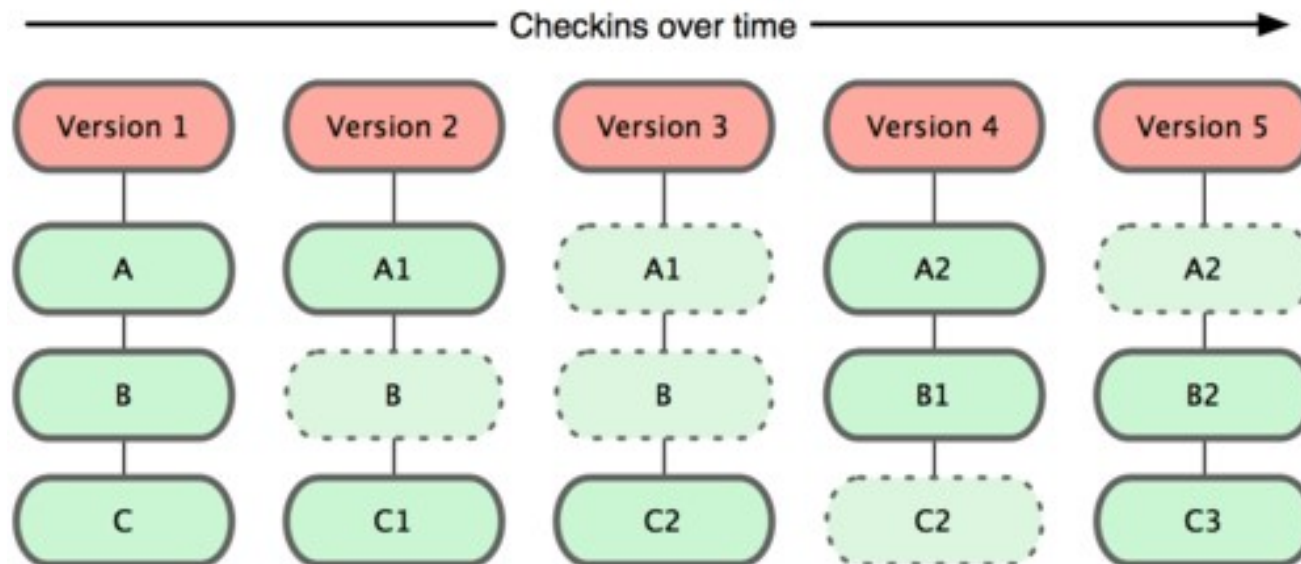 Checkins over time
Version 1 Version 2 Version 3 Version 4 Version 5
A A1 A1 A2 A2
B B B B1 B2
C C1 C2 C2 C3